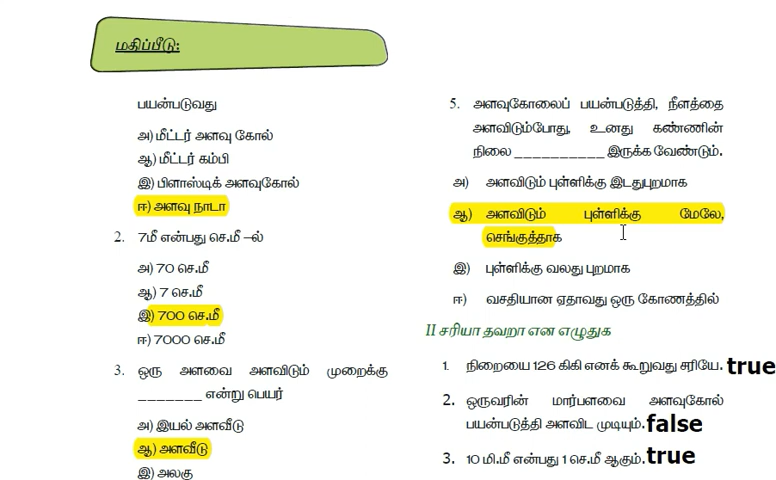 மதிப்பீடு:
பயன்படுவது
அ) மீட்டர் அளவு கோல்
ஆ) மீட்டர் கம்பி
இ) பிளாஸ்டிக் அளவுகோல்
ஈ) அளவு நாடா
2. 7மீ என்பது செ.மீ –ல்
அ) 70 செ.மீ
ஆ) 7 செ.மீ
இ) 700 செ.மீ
ஈ) 7000 செ.மீ
3. ஒரு அளவை அளவிடும் முறைக்கு
_______ என்று பெயர்
அ) இயல் அளவீடு
ஆ) அளவீடு
இ) அலகு
5. அளவுகோலைப் பயன்படுத்தி, நீளத்தை
அளவிடும்போது, உனது கண்ணின்
நிலை __________ இருக்க வேண்டும்.
அ) அளவிடும் புள்ளிக்கு இடதுபுறமாக
ஆ) அளவிடும் புள்ளிக்கு மேலே,
செங்குத்தாக
இ) புள்ளிக்கு வலது புறமாக
ஈ) வசதியான ஏதாவது ஒரு கோணத்தில்
II சரியா தவறா என எழுதுக
1. நிறையை 126 கிகி எனக் கூறுவது சரியே. true
2. ஒருவரின் மார்பளவை அளவுகோல்
பயன்படுத்தி அளவிட முடியும். false
3. 10 மி.மீ என்பது 1 செ.மீ ஆகும். true